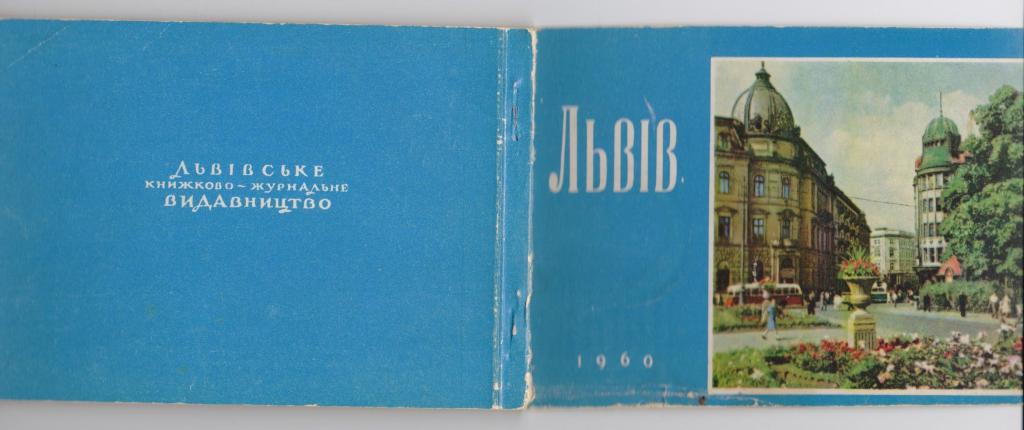 ЛЬВІВСЬКЕ
КНИЖКОВО-ЖУРНАЛЬНЕ
ВИДАВНИЦТВО
ЛЬВІВ
1960